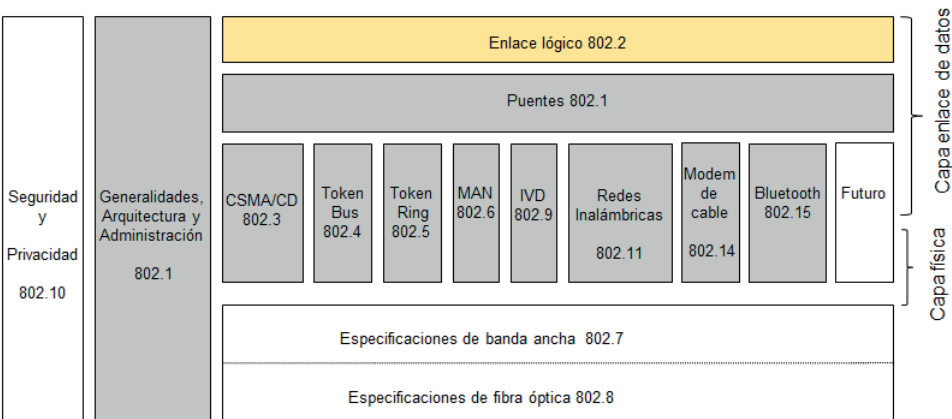 Seguridad
y
Privacidad
802.10
Generalidades,
Arquitectura y
Administración
802.1
Enlace lógico 802.2
Puentes 802.1
CSMA/CD
802.3
Token
Bus
802.4
Token
Ring
802.5
MAN
802.6
IVD
802.9
Redes
Inalámbricas
802.11
Modem
de
cable
802.14
Bluetooth
802.15
Futuro
Especificaciones de banda ancha 802.7
Especificaciones de fibra óptica 802.8
Capa enlace de datos
Capa física